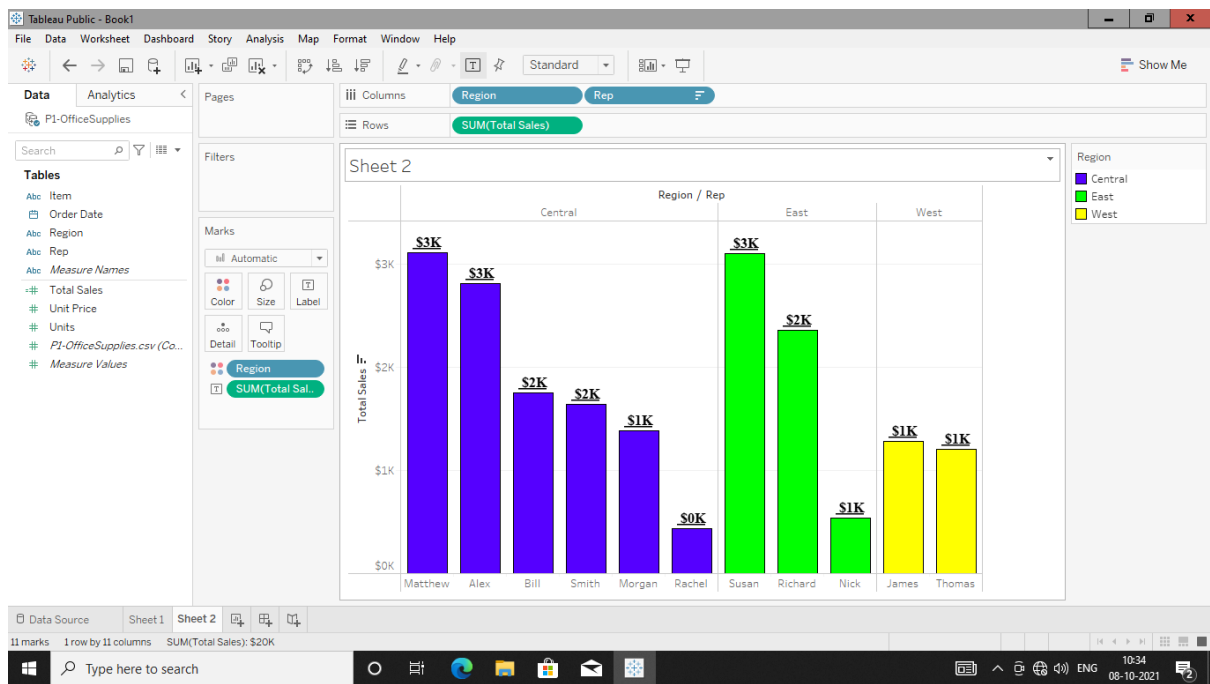 Tableau Public - Book1
File Data Worksheet Dashboard Story Analysis Map Format Window Help
Standard
Show Me
Data Analytics
P1-OfficeSupplies
Search
Tables
Abc Item
Order Date
Abc Region
Abc Rep
Abc Measure Names
=# Total Sales
# Unit Price
# Units
# P1-OfficeSupplies.csv (Co...
# Measure Values
Pages
Filters
Marks
Automatic
Color Size Label
Detail Tooltip
Region
T SUM(Total Sal..
Columns Region Rep
Rows SUM(Total Sales)
Sheet 2
Region / Rep
Central East West
$3K $3K $2K $2K $1K $0K $3K $2K $1K $1K $1K
Total Sales
$3K
$2K
$1K
$0K
Matthew Alex Bill Smith Morgan Rachel Susan Richard Nick James Thomas
Region
Central
East
West
Data Source Sheet 1 Sheet 2
11 marks 1 row by 11 columns SUM(Total Sales): $20K
Type here to search
ENG
10:34
08-10-2021
2